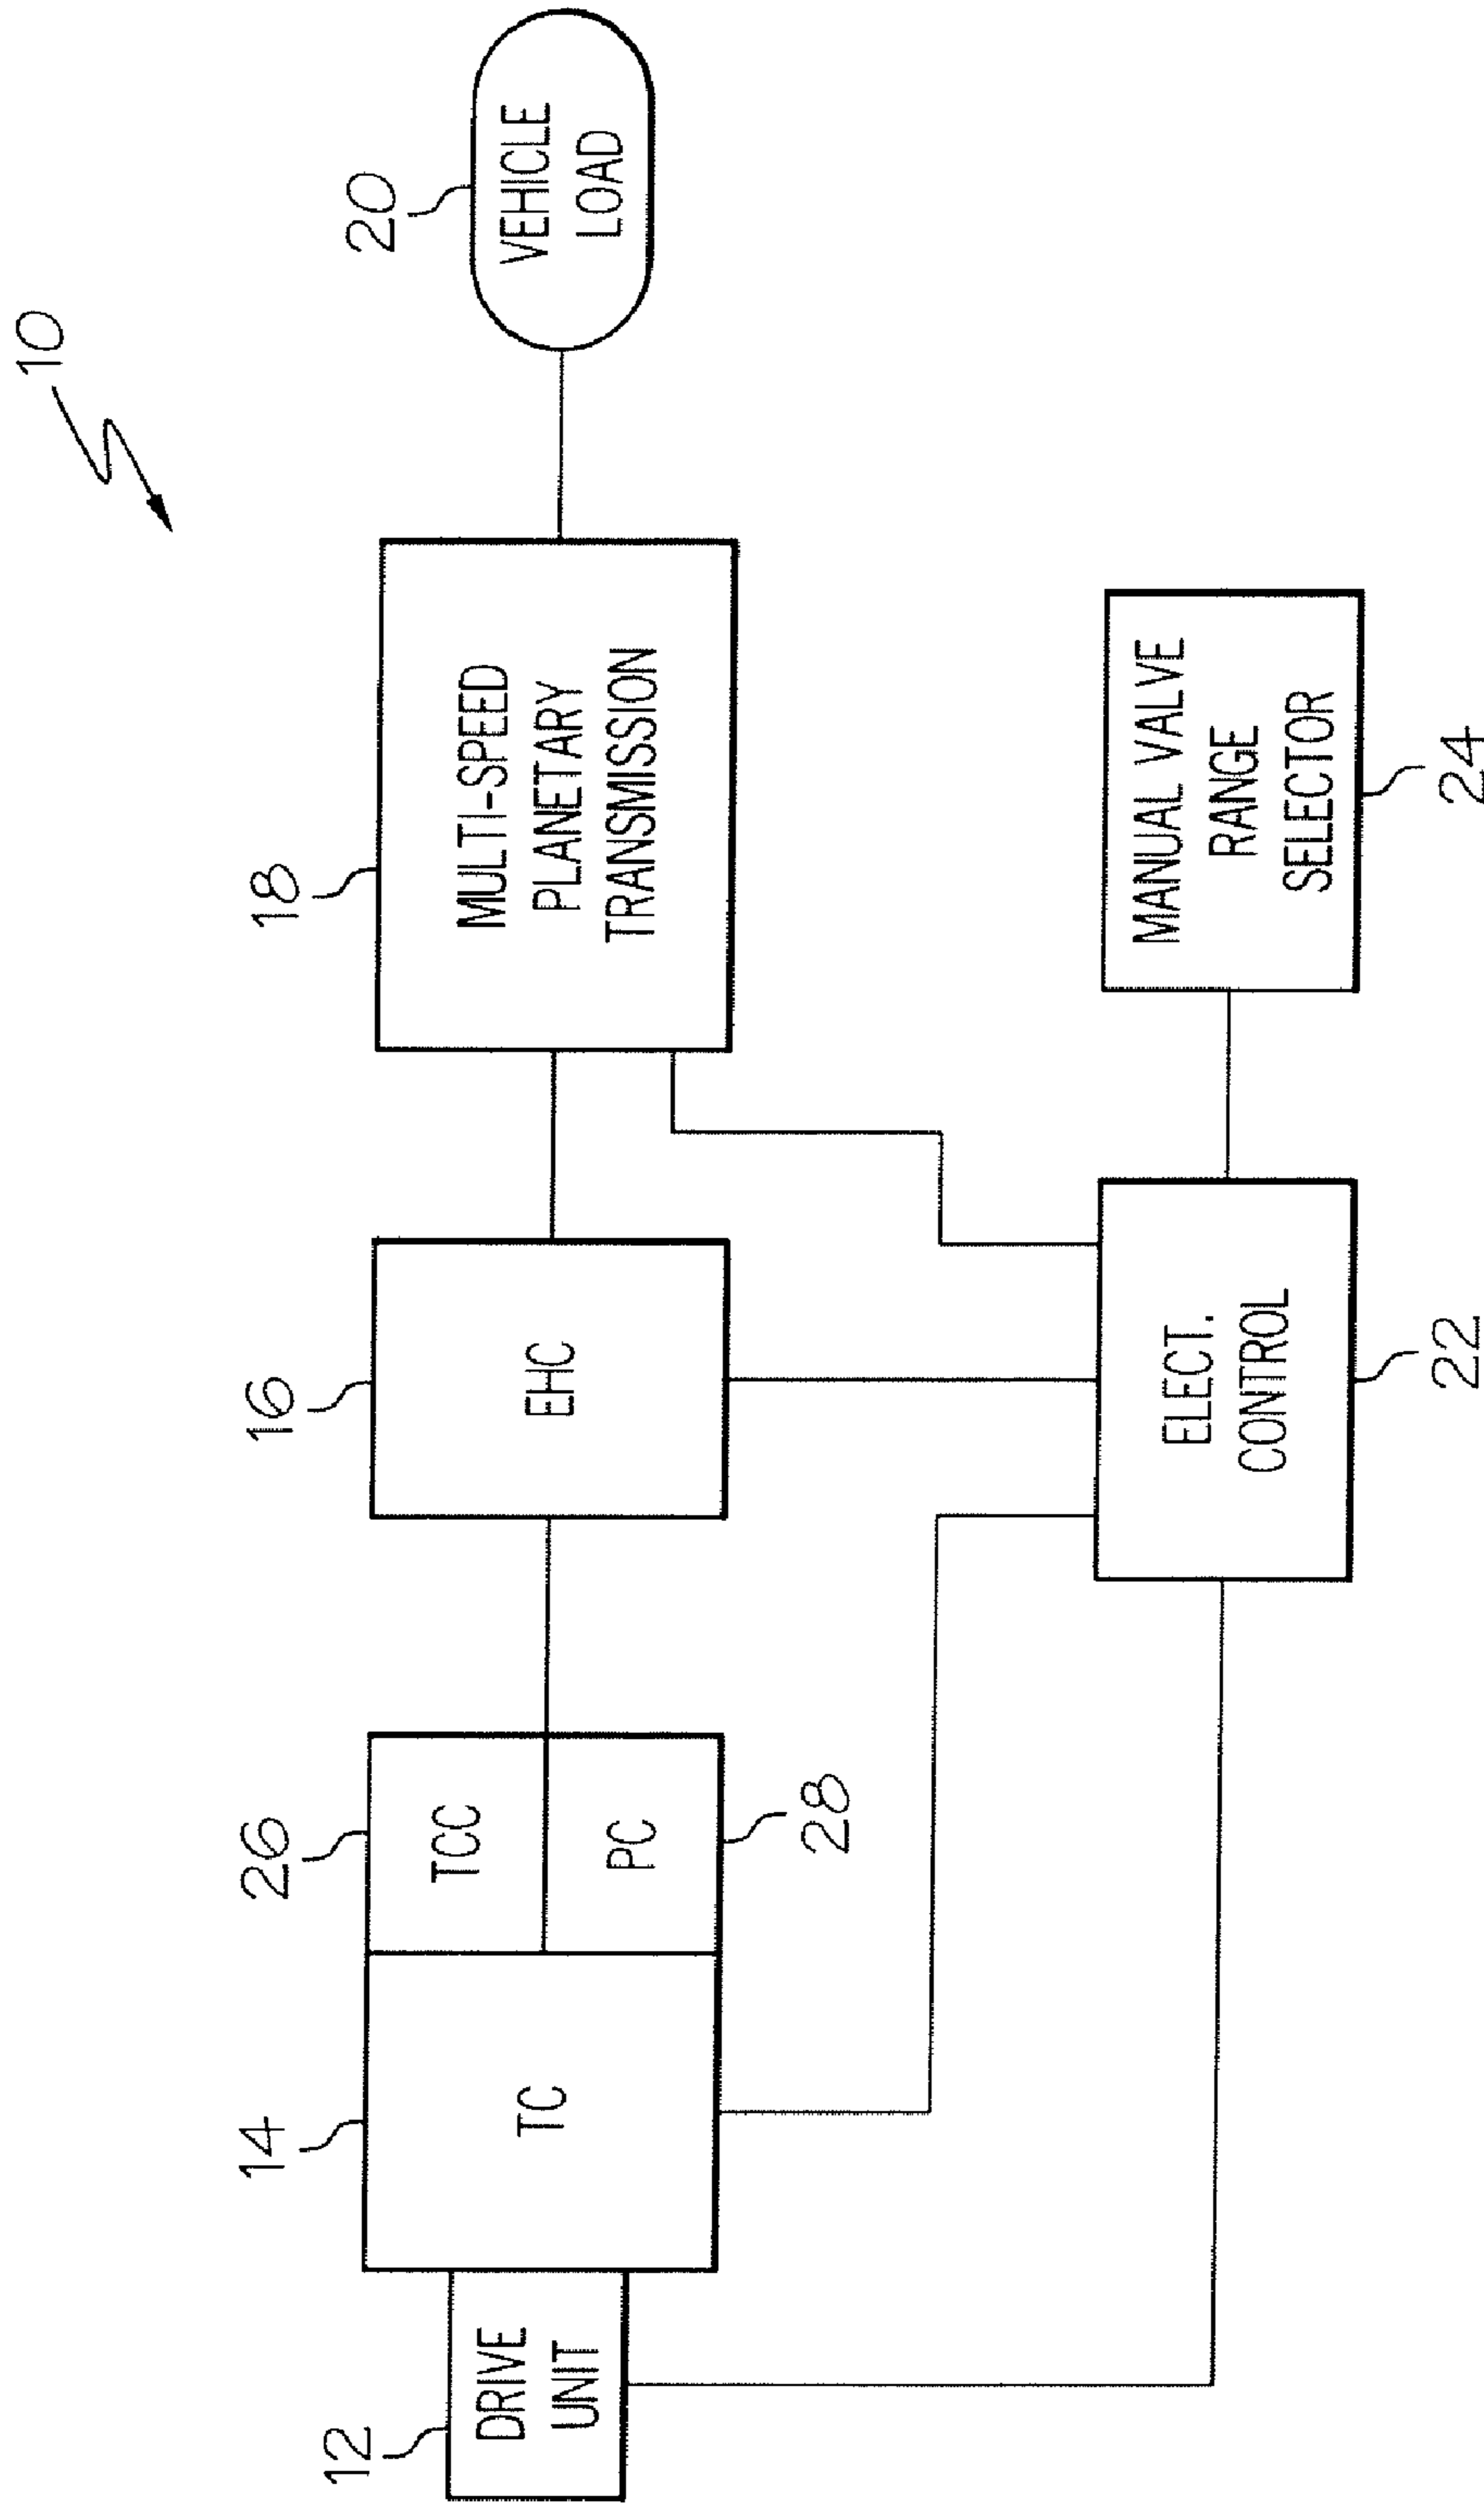 10
12
DRIVE
UNIT
14
TC
26
TCC
PC
28
16
EHC
18
MULTI-SPEED
PLANETARY
TRANSMISSION
20
VEHICLE
LOAD
ELECT.
CONTROL
22
MANUAL VALVE
RANGE
SELECTOR
24